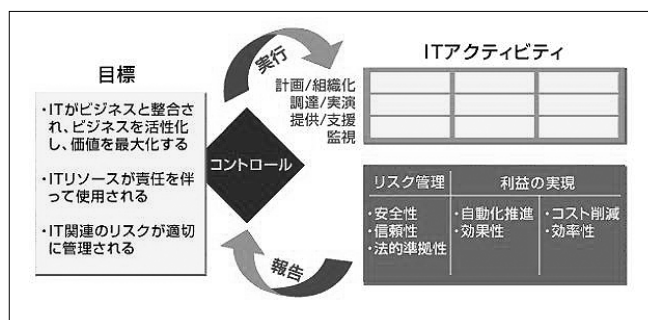 目標
・ITがビジネスと整合され、
ビジネスを活性化
し、価値を最大化する
・ITリソースが責任を伴
って使用される
・IT関連のリスクが適切
に管理される
コントロール
実行
計画/組織化
調達/実演
提供/支援
監視
報告
ITアクティビティ
リスク管理
・安全性
・信頼性
・法的準拠性
利益の実現
・自動化推進
・効果性
・コスト削減
・効率性